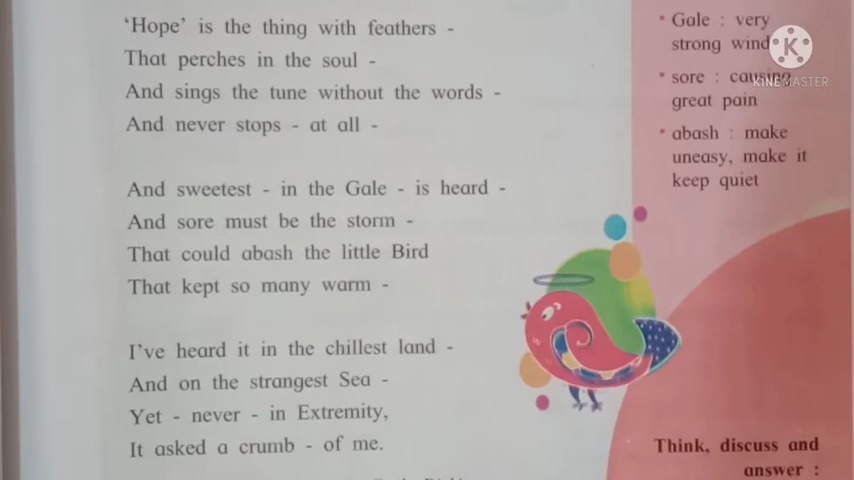 ‘Hope’ is the thing with feathers -
That perches in the soul -
And sings the tune without the words -
And never stops - at all -
And sweetest - in the Gale - is heard -
And sore must be the storm -
That could abash the little Bird
That kept so many warm -
I’ve heard it in the chillest land -
And on the strangest Sea -
Yet - never - in Extremity,
It asked a crumb - of me.
* Gale : very
strong wind
* sore : causing
great pain
* abash : make
uneasy, make it
keep quiet
K
KINEMASTER
Think, discuss and
answer :